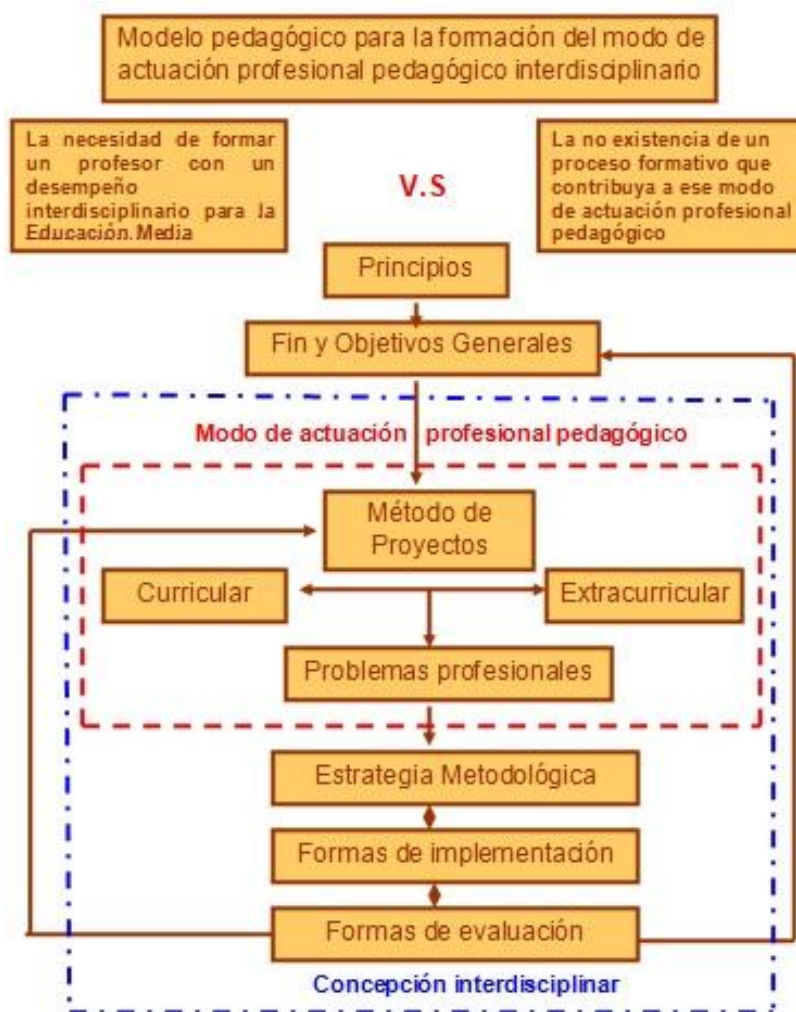 Modelo pedagógico para la formación del modo de
actuación profesional pedagógico interdisciplinario
La necesidad de formar
un profesor con un
desempeño
interdisciplinario para la
Educación Media
V.S
La no existencia de un
proceso formativo que
contribuya a ese modo
de actuación profesional
pedagógico
Principios
Fin y Objetivos Generales
Modo de actuación profesional pedagógico
Método de
Proyectos
Curricular
Extracurricular
Problemas profesionales
Estrategia Metodológica
Formas de implementación
Formas de evaluación
Concepción interdisciplinar